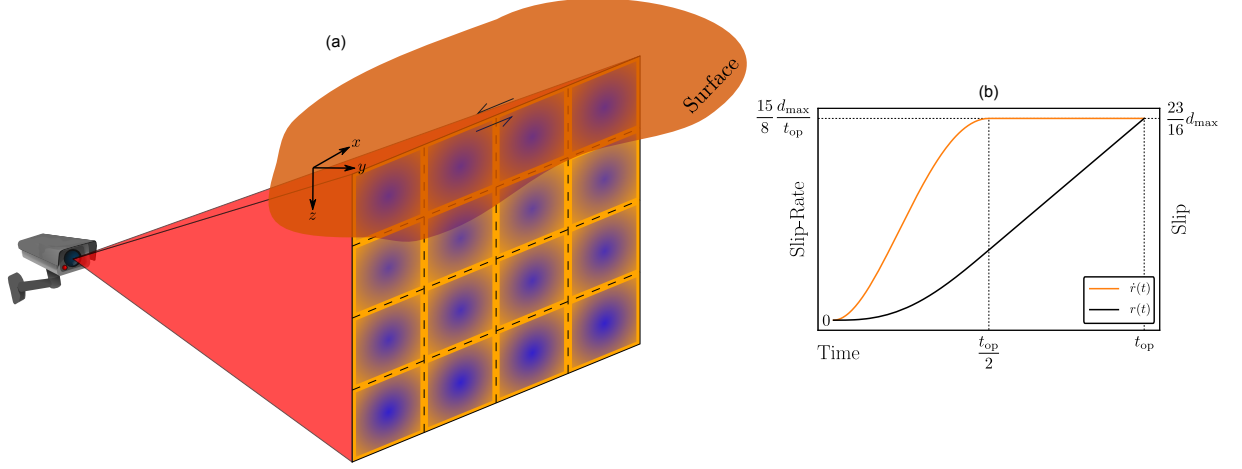 (a)
Surface
x
y
z
(b)
15/8 d_max/t_op
23/16 d_max
Slip-Rate
Slip
ṙ(t)
r(t)
0
Time
t_op/2
t_op